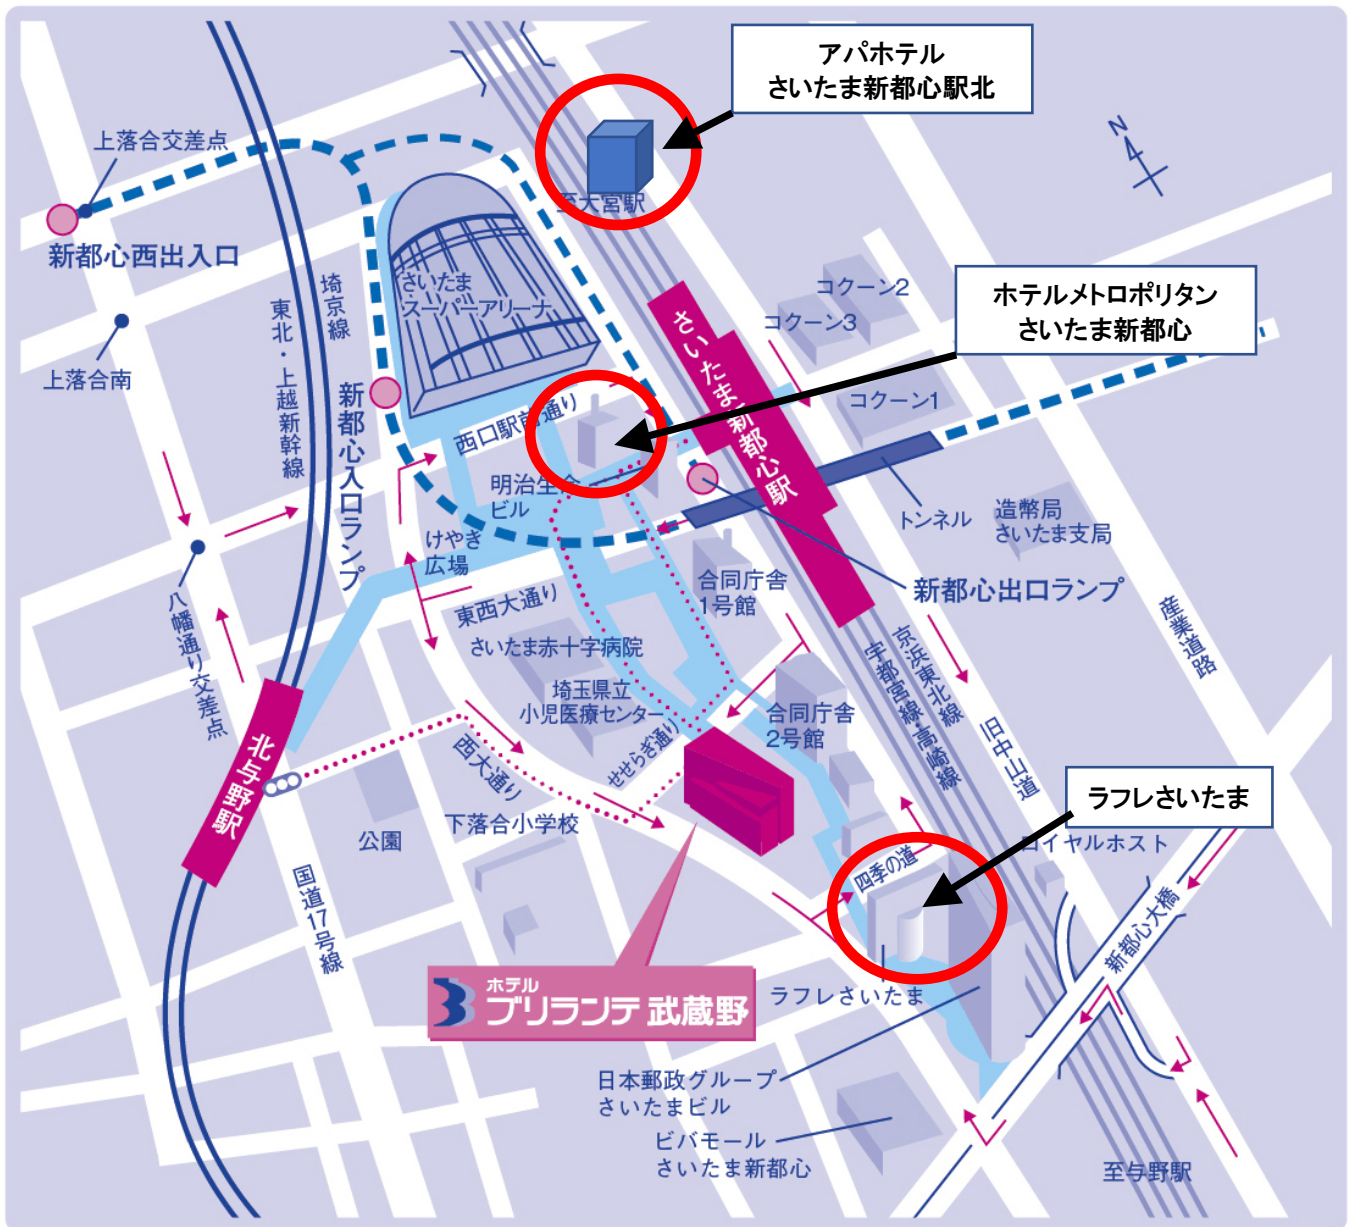 アパホテル
さいたま新都心駅北
N
上落合交差点
至大宮駅
新都心西出入口
コクーン2
ホテルメトロポリタン
さいたま新都心
コクーン3
さいたま
スーパーアリーナ
埼京線
東北・上越新幹線
上落合南
さいたま新都心駅
コクーン1
新都心入口ランプ
西口駅前通り
明治生命
ビル
トンネル
造幣局
さいたま支局
けやき
広場
合同庁舎
1号館
新都心出口ランプ
八幡通り交差点
東西大通り
産業道路
さいたま赤十字病院
京浜東北線
宇都宮線・高崎線
埼玉県立
小児医療センター
合同庁舎
2号館
旧中山道
北与野駅
西大通り
せせらぎ通り
ラフレさいたま
公園
下落合小学校
ロイヤルホスト
四季の道
国道17号線
新都心大橋
ホテル
ブリランテ 武蔵野
ラフレさいたま
日本郵政グループ
さいたまビル
ビバモール
さいたま新都心
至与野駅